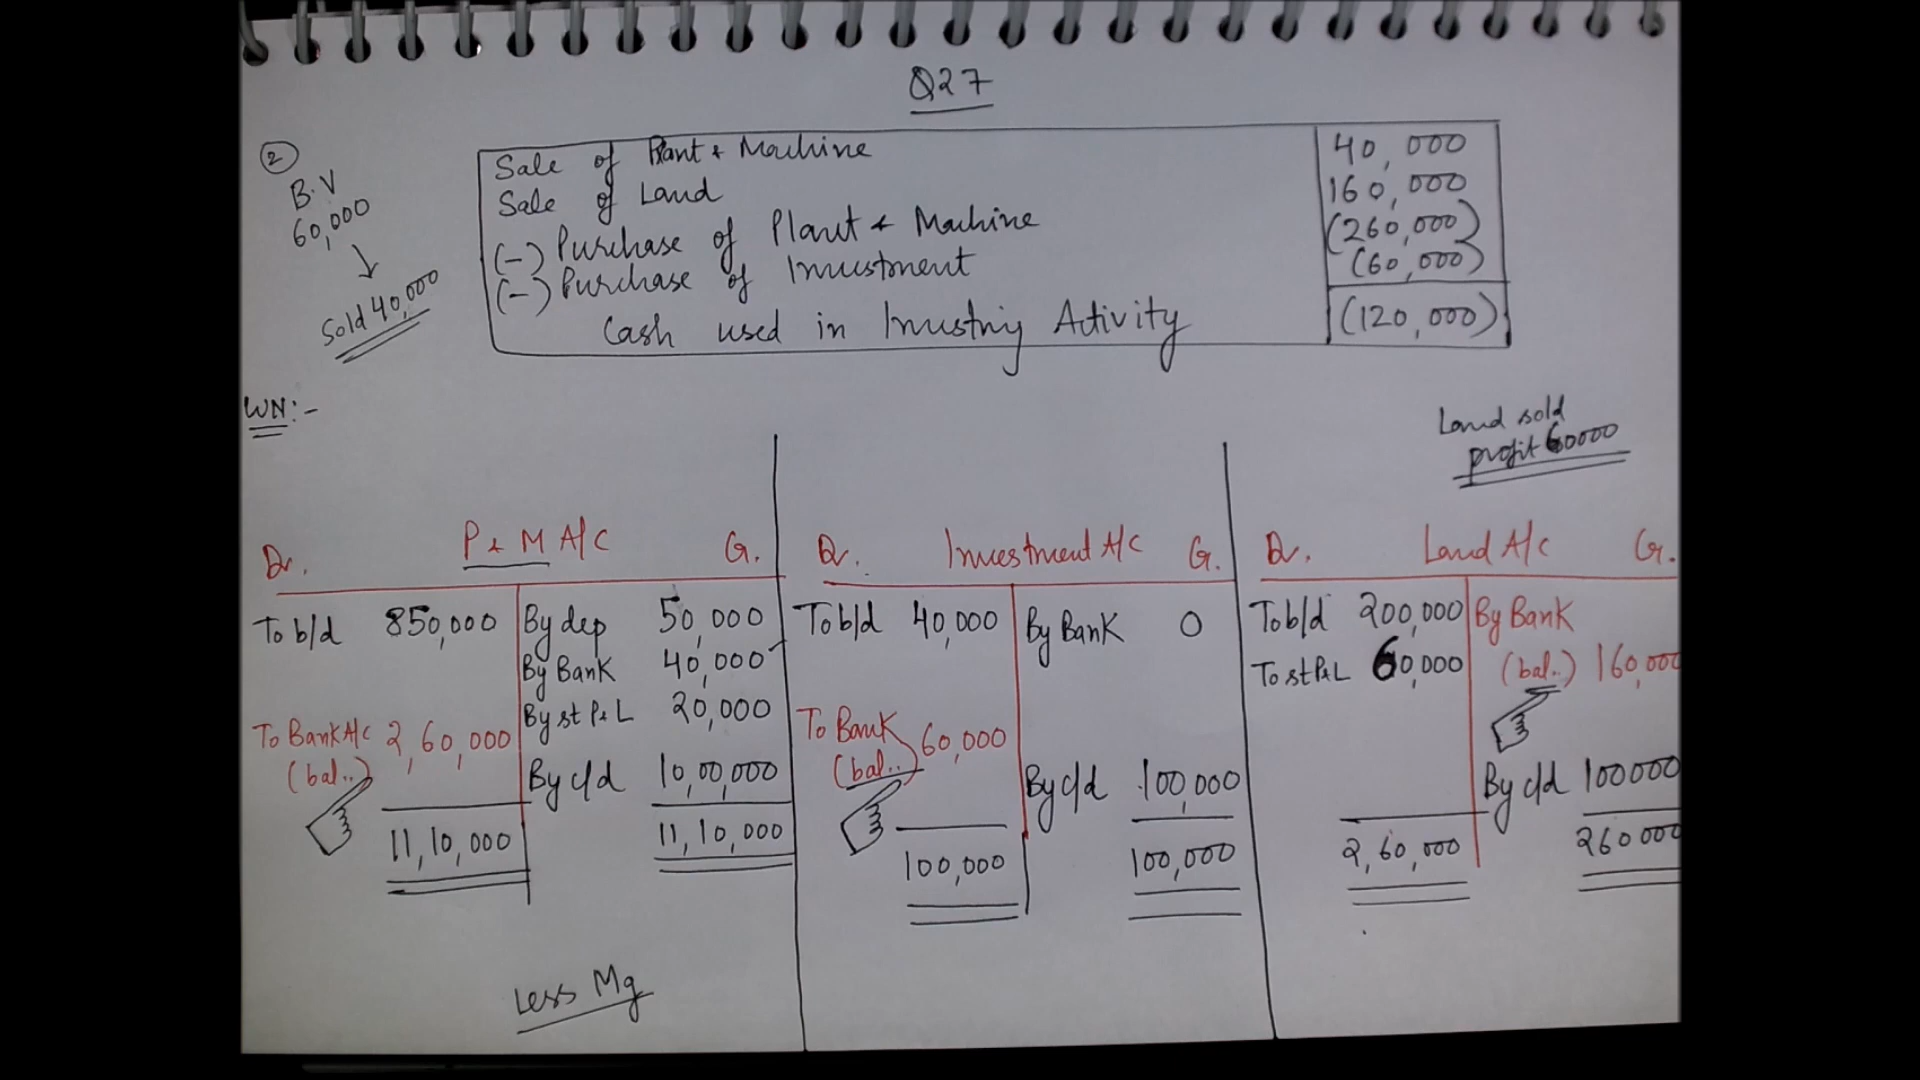 Q27
2
B.V
60,000
Sold 40,000
Sale of Plant + Machine 40,000
Sale of Land 160,000
(-) Purchase of Plant + Machine (260,000)
(-) Purchase of Investment (60,000)
Cash used in Investing Activity (120,000)
WN:-
Land sold
profit 60000
Dr. P + M A/C Cr.
To b/d 850,000 By dep 50,000
By Bank 40,000
By st P+L 20,000
To Bank A/c 2,60,000
(bal..) By c/d 10,00,000
11,10,000 11,10,000
Less Mg
Dr. Investment A/C Cr.
To b/d 40,000 By Bank 0
To Bank 60,000
(bal..) By c/d 100,000
100,000 100,000
Dr. Land A/C Cr.
To b/d 200,000 By Bank
To st P+L 60,000 (bal..) 160,000
By c/d 100000
2,60,000 260000